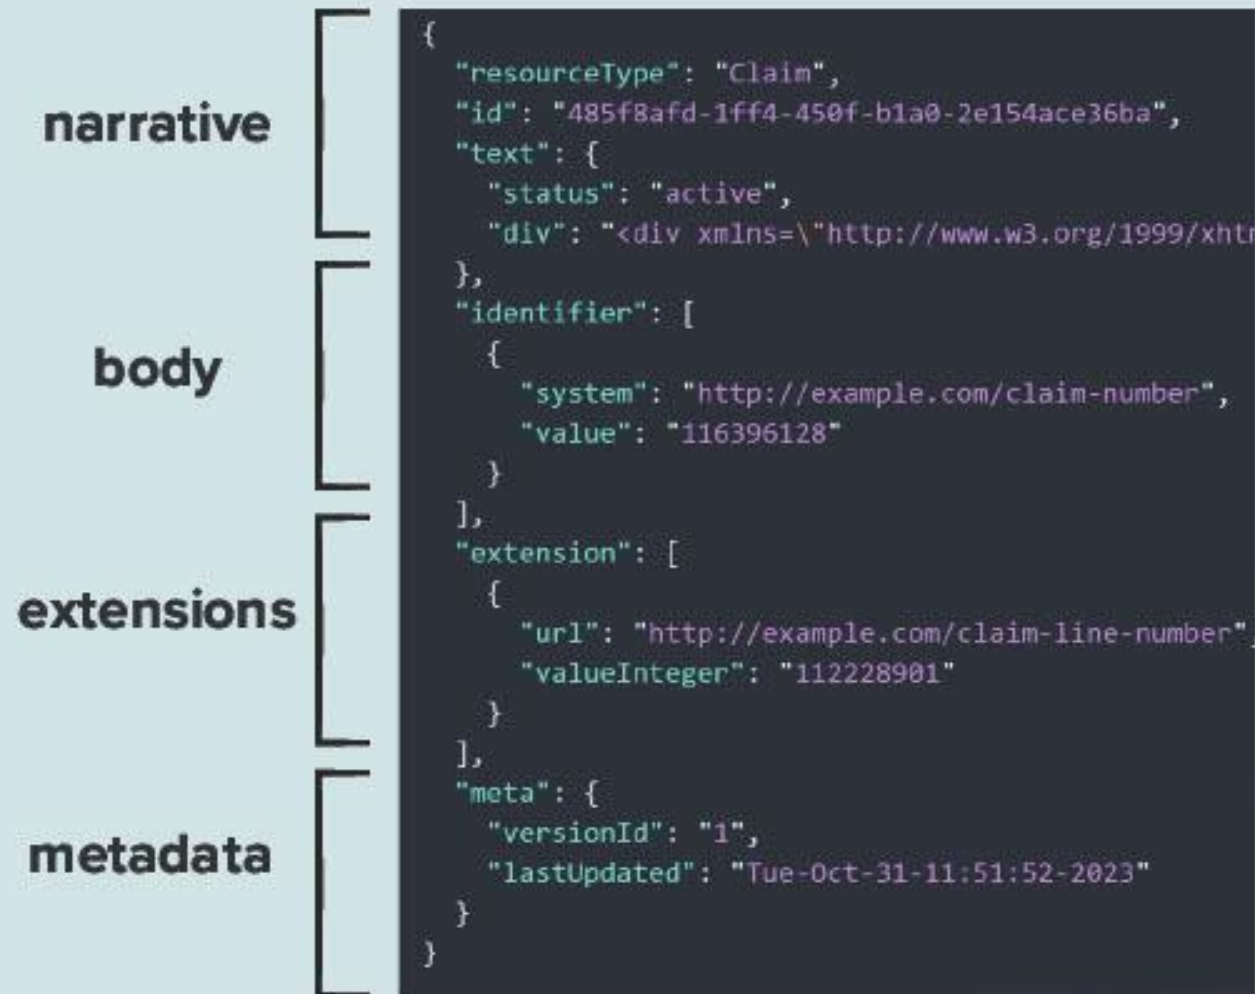 narrative
body
extensions
metadata
{
"resourceType": "Claim",
"id": "485f8afd-1ff4-450f-b1a0-2e154ace36ba",
"text": {
"status": "active",
"div": "<div xmlns=\"http://www.w3.org/1999/xht
},
"identifier": [
{
"system": "http://example.com/claim-number",
"value": "116396128"
}
],
"extension": [
{
"url": "http://example.com/claim-line-number",
"valueInteger": "112228901"
}
],
"meta": {
"versionId": "1",
"lastUpdated": "Tue-Oct-31-11:51:52-2023"
}
}